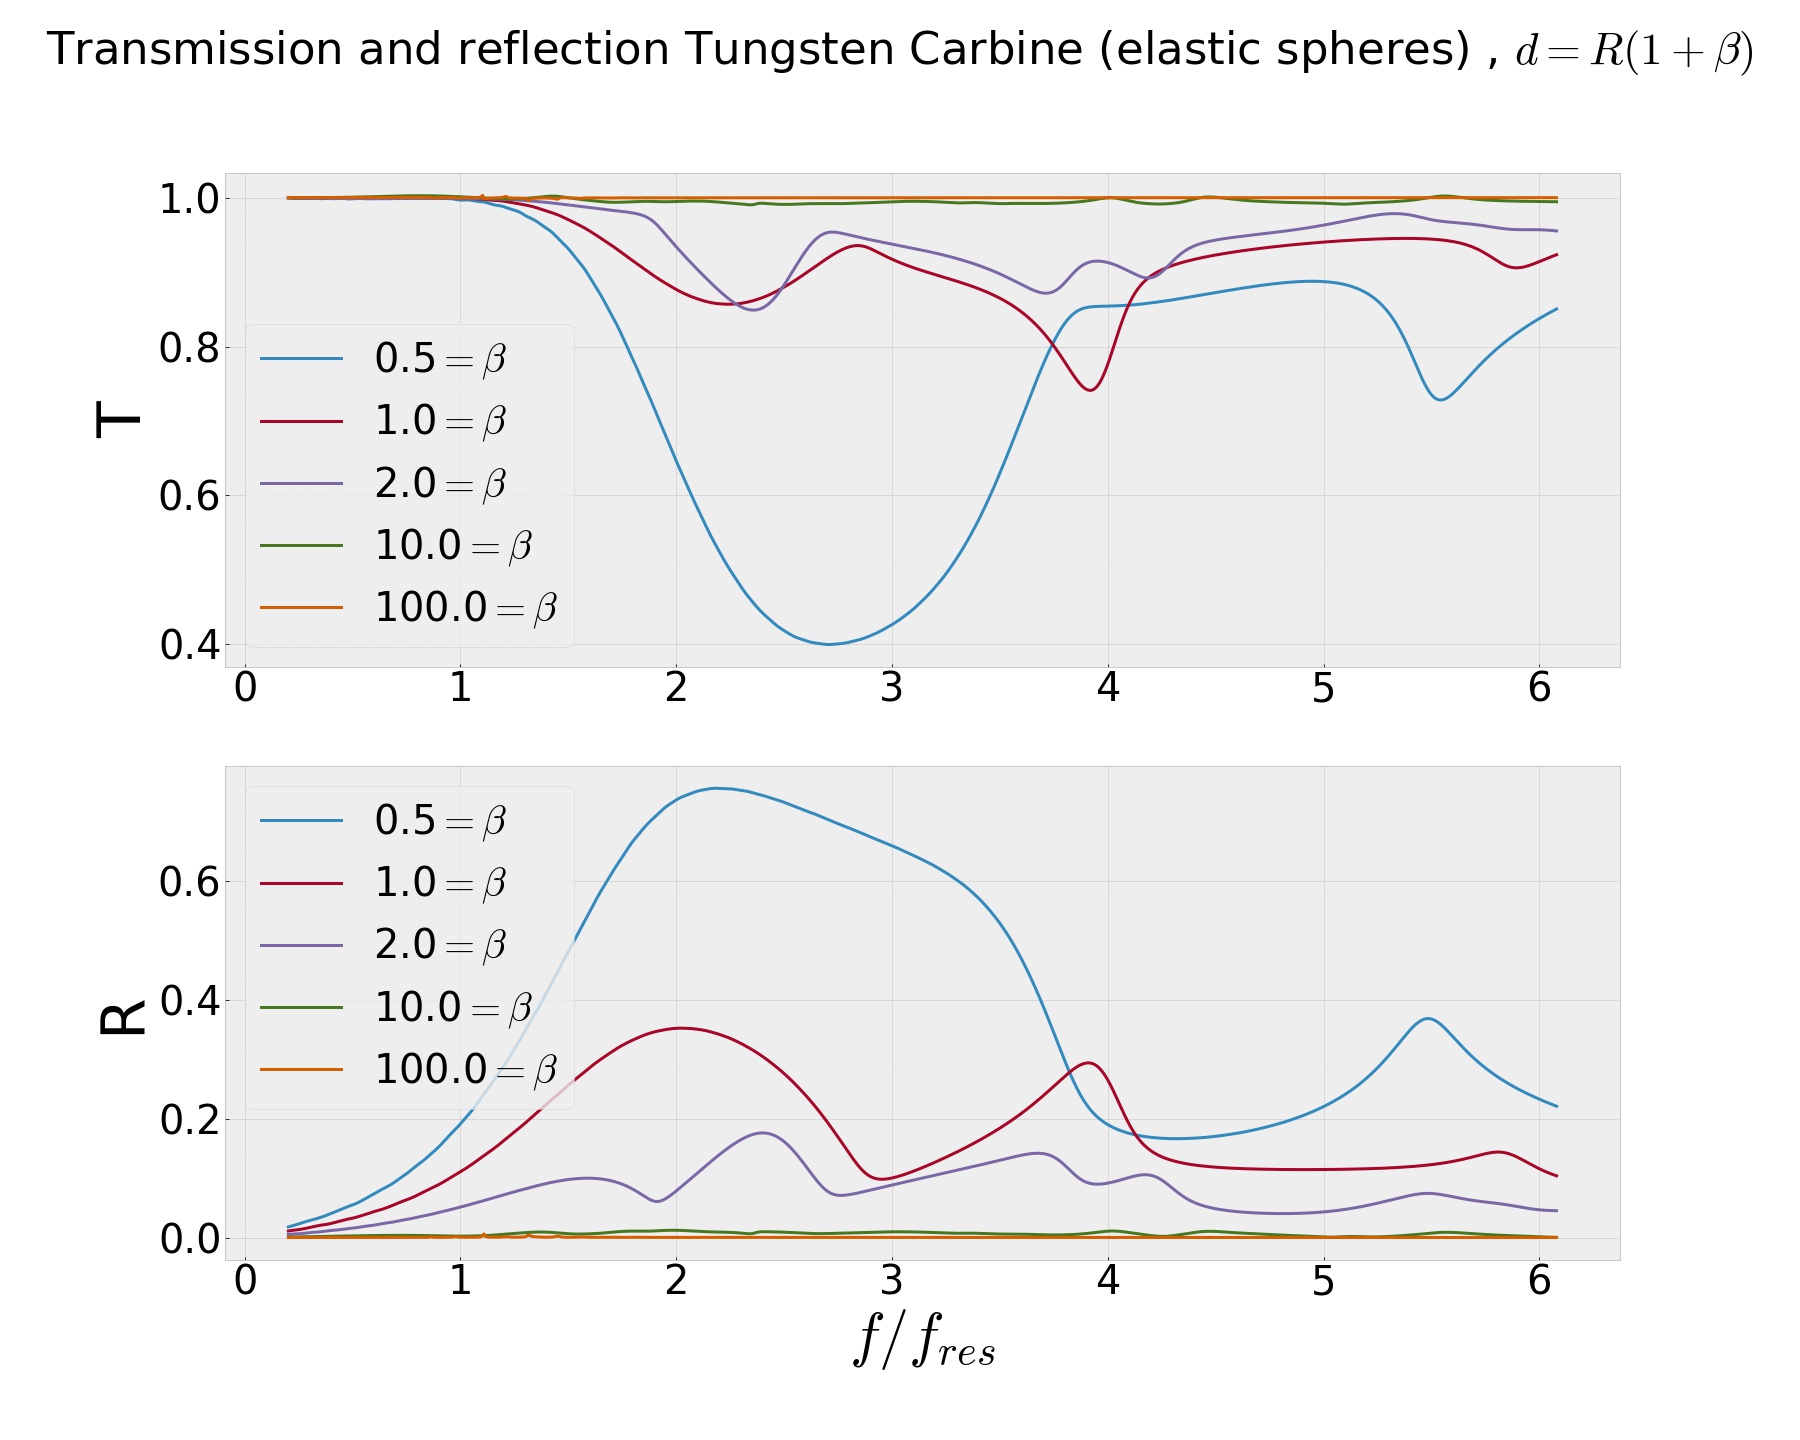 Transmission and reflection Tungsten Carbine (elastic spheres) , d = R(1 + β)
1.0
0.8
0.6
0.4
T
0.5 = β
1.0 = β
2.0 = β
10.0 = β
100.0 = β
0 1 2 3 4 5 6
0.6
0.4
0.2
0.0
R
0.5 = β
1.0 = β
2.0 = β
10.0 = β
100.0 = β
0 1 2 3 4 5 6
f/f_res